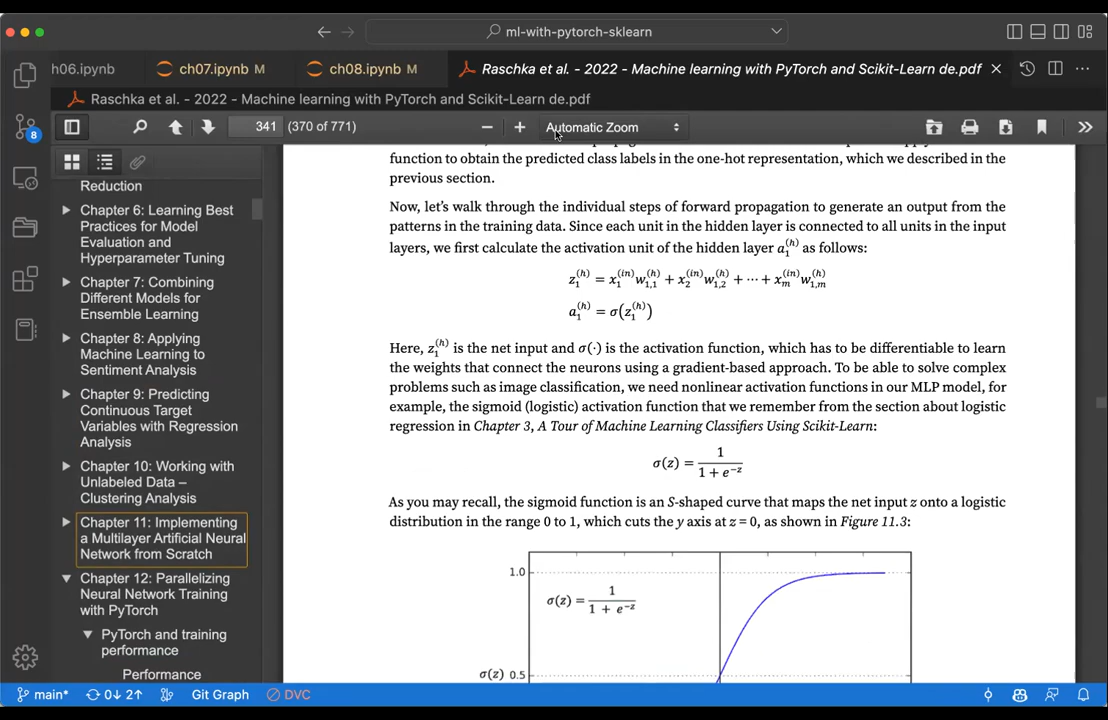 ml-with-pytorch-sklearn
h06.ipynb
ch07.ipynb M
ch08.ipynb M
Raschka et al. - 2022 - Machine learning with PyTorch and Scikit-Learn de.pdf
Raschka et al. - 2022 - Machine learning with PyTorch and Scikit-Learn de.pdf
341 (370 of 771)
Automatic Zoom
Reduction
Chapter 6: Learning Best
Practices for Model
Evaluation and
Hyperparameter Tuning
Chapter 7: Combining
Different Models for
Ensemble Learning
Chapter 8: Applying
Machine Learning to
Sentiment Analysis
Chapter 9: Predicting
Continuous Target
Variables with Regression
Analysis
Chapter 10: Working with
Unlabeled Data –
Clustering Analysis
Chapter 11: Implementing
a Multilayer Artificial Neural
Network from Scratch
Chapter 12: Parallelizing
Neural Network Training
with PyTorch
PyTorch and training
performance
Performance
function to obtain the predicted class labels in the one-hot representation, which we described in the
previous section.
Now, let's walk through the individual steps of forward propagation to generate an output from the
patterns in the training data. Since each unit in the hidden layer is connected to all units in the input
layers, we first calculate the activation unit of the hidden layer a₁^(h) as follows:
z₁^(h) = x₁^(in) w₁,₁^(h) + x₂^(in) w₁,₂^(h) + ⋯ + xₘ^(in) w₁,ₘ^(h)
a₁^(h) = σ(z₁^(h))
Here, z₁^(h) is the net input and σ(·) is the activation function, which has to be differentiable to learn
the weights that connect the neurons using a gradient-based approach. To be able to solve complex
problems such as image classification, we need nonlinear activation functions in our MLP model, for
example, the sigmoid (logistic) activation function that we remember from the section about logistic
regression in Chapter 3, A Tour of Machine Learning Classifiers Using Scikit-Learn:
σ(z) = 1 / (1 + e^−z)
As you may recall, the sigmoid function is an S-shaped curve that maps the net input z onto a logistic
distribution in the range 0 to 1, which cuts the y axis at z = 0, as shown in Figure 11.3:
1.0
σ(z) = 1 / (1 + e^−z)
σ(z) 0.5
8
main* 0↓ 2↑ Git Graph DVC